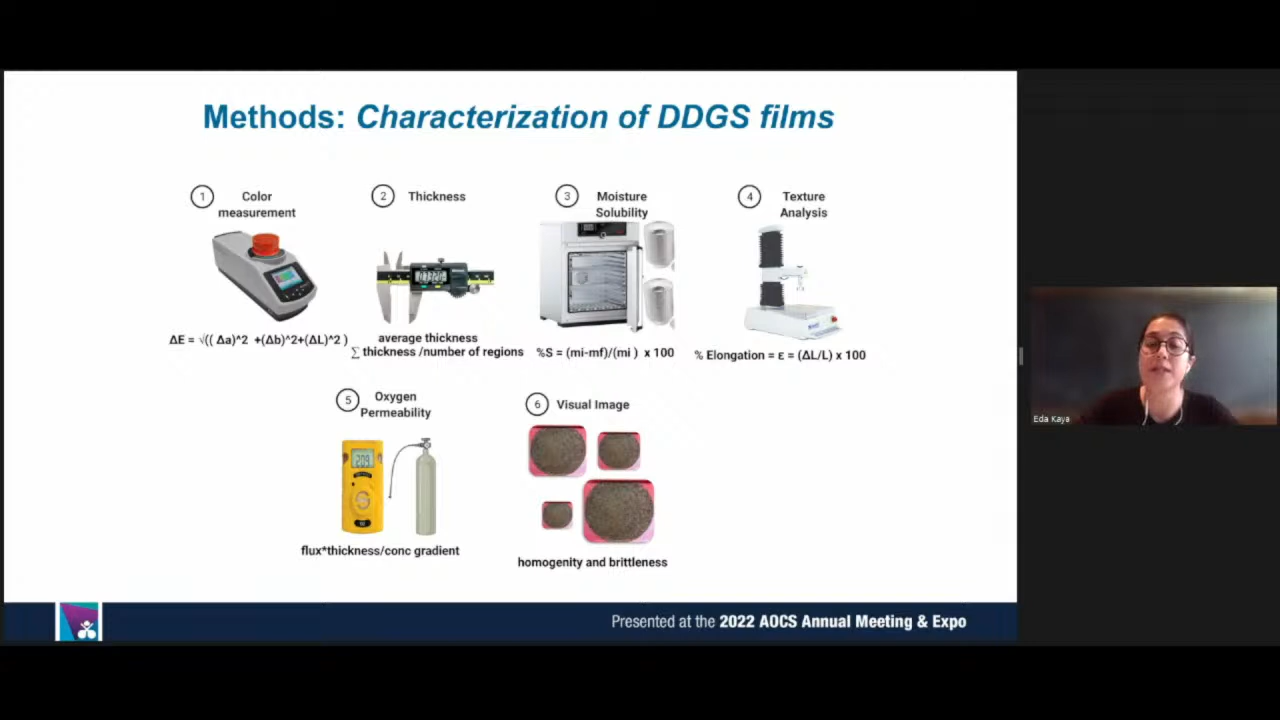 Methods: Characterization of DDGS films
1
Color
measurement
2
Thickness
3
Moisture
Solubility
4
Texture
Analysis
ΔE = √(( Δa)^2 +(Δb)^2+(ΔL)^2 )
average thickness
∑ thickness /number of regions
%S = (mi-mf)/(mi ) x 100
% Elongation = ε = (ΔL/L) x 100
5
Oxygen
Permeability
6
Visual Image
209
flux*thickness/conc gradient
homogenity and brittleness
Eda Kaya
Presented at the 2022 AOCS Annual Meeting & Expo